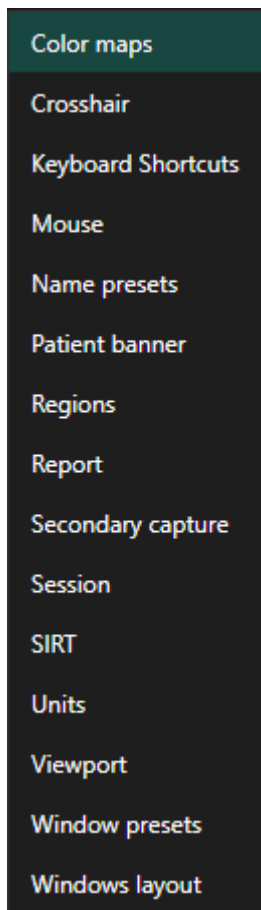 Color maps
Crosshair
Keyboard Shortcuts
Mouse
Name presets
Patient banner
Regions
Report
Secondary capture
Session
SIRT
Units
Viewport
Window presets
Windows layout